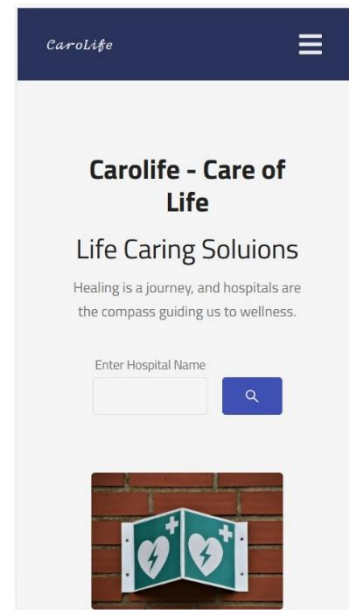 CaroLife
Carolife - Care of
Life
Life Caring Soluions
Healing is a journey, and hospitals are
the compass guiding us to wellness.
Enter Hospital Name